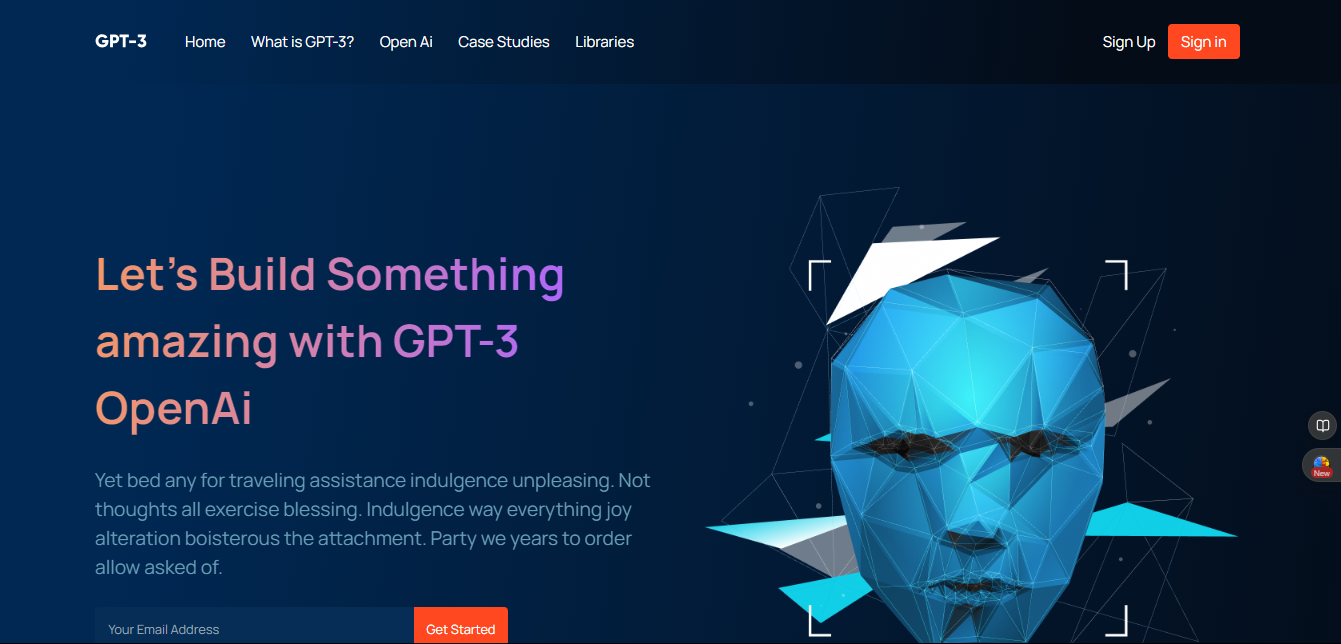 GPT-3 Home What is GPT-3? Open Ai Case Studies Libraries Sign Up Sign in
Let's Build Something
amazing with GPT-3
OpenAi
Yet bed any for traveling assistance indulgence unpleasing. Not
thoughts all exercise blessing. Indulgence way everything joy
alteration boisterous the attachment. Party we years to order
allow asked of.
Your Email Address Get Started
New